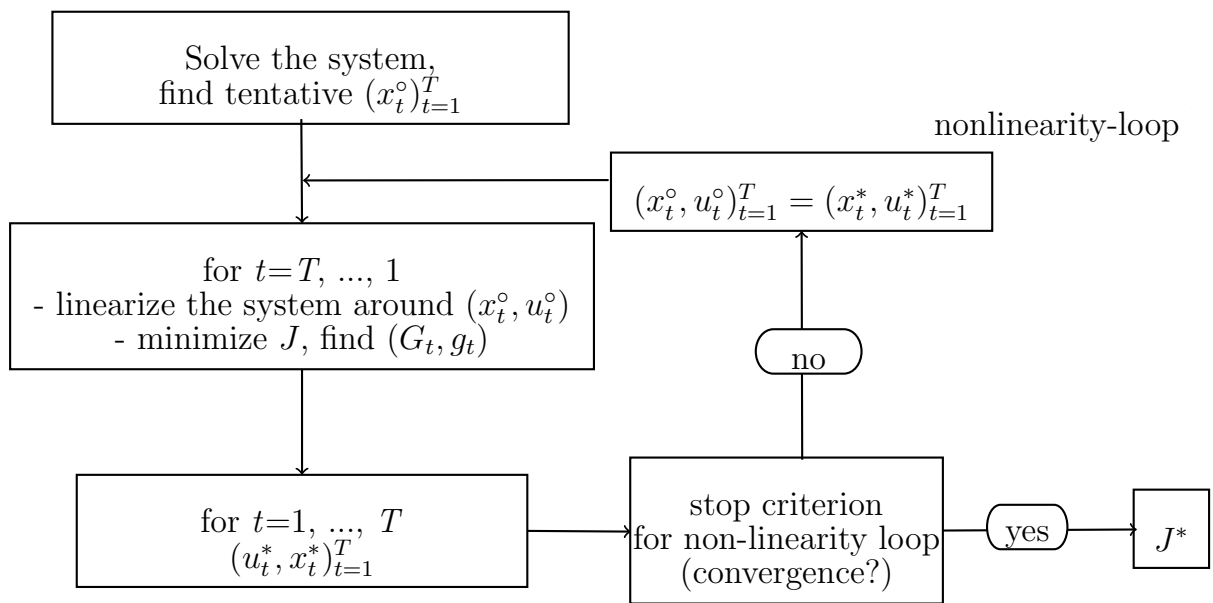 Solve the system,
find tentative $(x_t^\circ)_{t=1}^T$
nonlinearity-loop
$(x_t^\circ, u_t^\circ)_{t=1}^T = (x_t^*, u_t^*)_{t=1}^T$
for $t$=$T$, ..., 1
- linearize the system around $(x_t^\circ, u_t^\circ)$
- minimize $J$, find $(G_t, g_t)$
no
for $t$=1, ..., $T$
$(u_t^*, x_t^*)_{t=1}^T$
stop criterion
for non-linearity loop
(convergence?)
yes
$J^*$